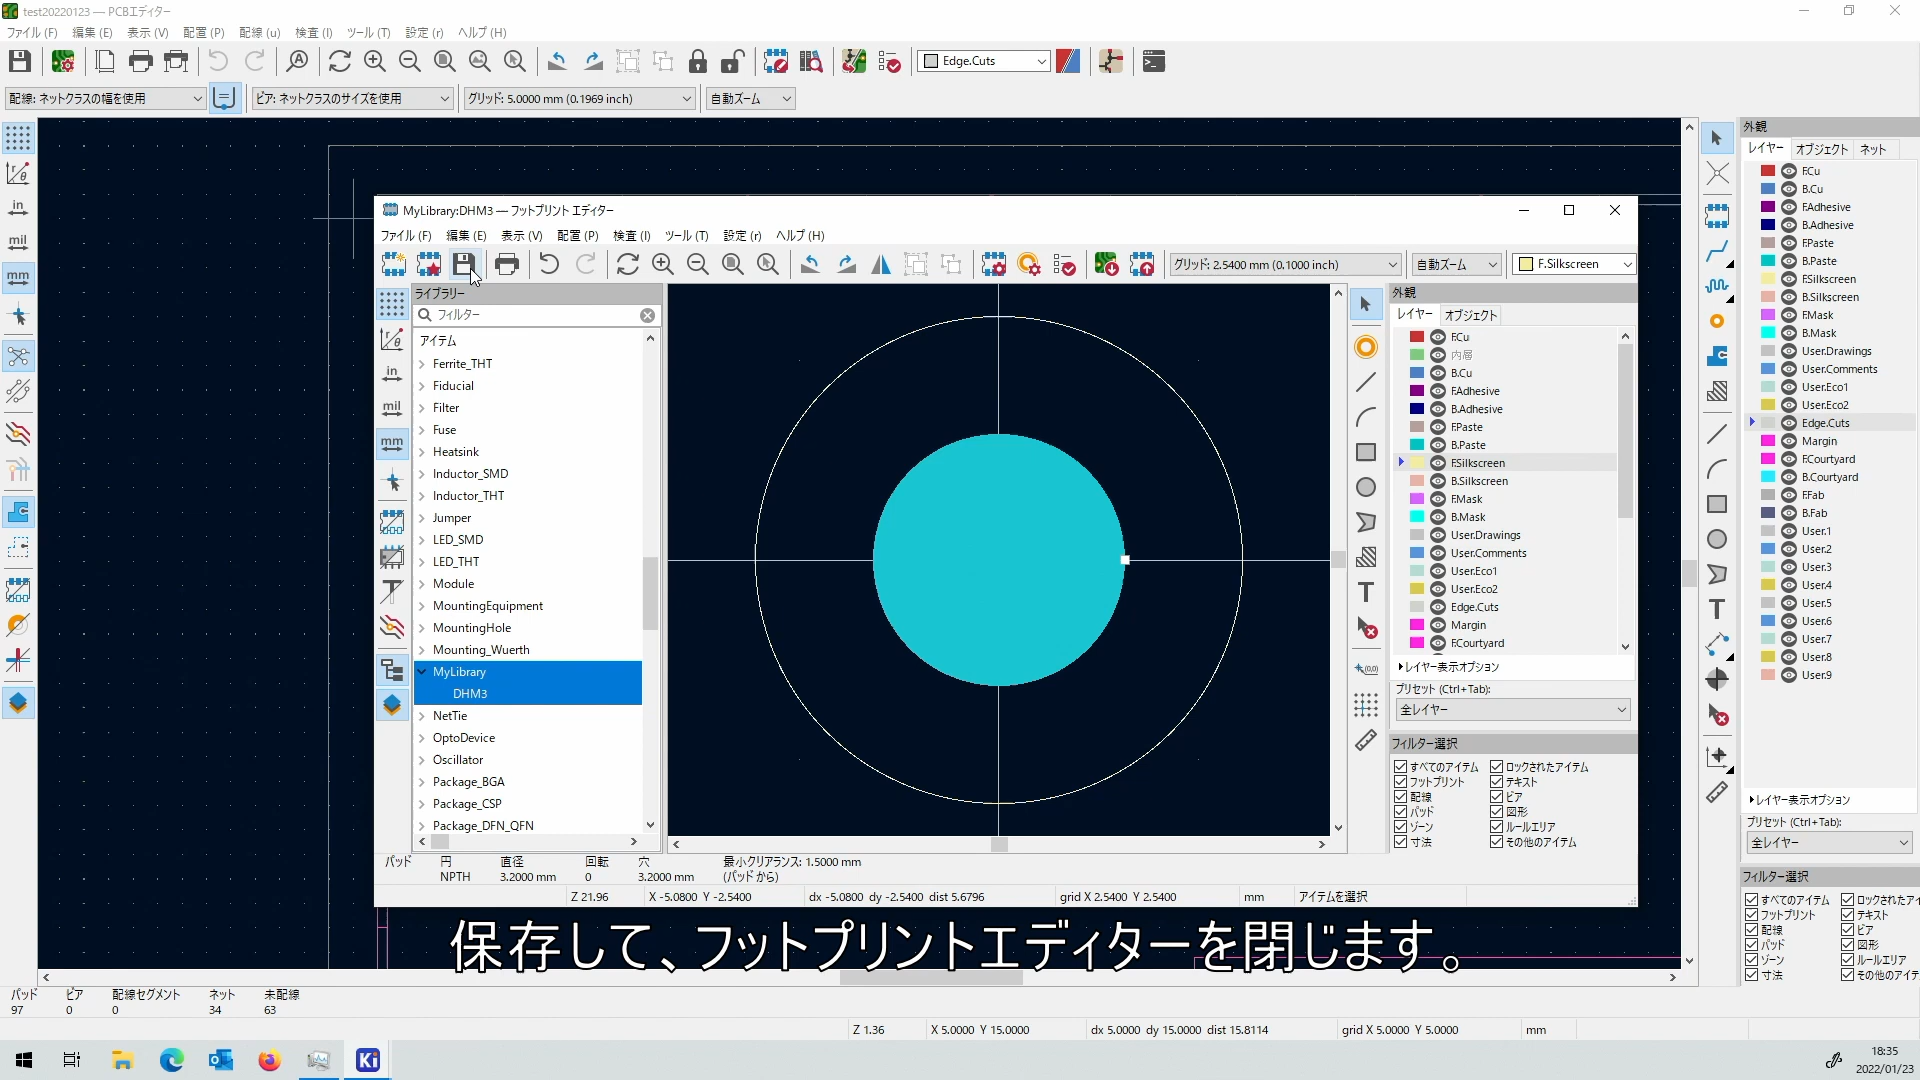 test20220123 — PCBエディター
ファイル (F) 編集 (E) 表示 (V) 配置 (P) 配線 (u) 検査 (I) ツール (T) 設定 (r) ヘルプ (H)
Edge.Cuts
配線: ネットクラスの幅を使用 ビア: ネットクラスのサイズを使用 グリッド: 5.0000 mm (0.1969 inch) 自動ズーム
in
mil
mm
MyLibrary:DHM3 — フットプリント エディター
ファイル (F) 編集 (E) 表示 (V) 配置 (P) 検査 (I) ツール (T) 設定 (r) ヘルプ (H)
グリッド: 2.5400 mm (0.1000 inch) 自動ズーム F.Silkscreen
in
mil
mm
ライブラリー
フィルター
アイテム
Ferrite_THT
Fiducial
Filter
Fuse
Heatsink
Inductor_SMD
Inductor_THT
Jumper
LED_SMD
LED_THT
Module
MountingEquipment
MountingHole
Mounting_Wuerth
MyLibrary
DHM3
NetTie
OptoDevice
Oscillator
Package_BGA
Package_CSP
Package_DFN_QFN
外観
レイヤー オブジェクト
F.Cu
内層
B.Cu
F.Adhesive
B.Adhesive
F.Paste
B.Paste
F.Silkscreen
B.Silkscreen
F.Mask
B.Mask
User.Drawings
User.Comments
User.Eco1
User.Eco2
Edge.Cuts
Margin
F.Courtyard
レイヤー表示オプション
プリセット (Ctrl+Tab):
全レイヤー
フィルター選択
すべてのアイテム ロックされたアイテム
フットプリント テキスト
配線 ビア
パッド 図形
ゾーン ルールエリア
寸法 その他のアイテム
パッド 円 直径 回転 穴 最小クリアランス: 1.5000 mm
NPTH 3.2000 mm 0 3.2000 mm (パッド から)
Z 21.96 X -5.0800 Y -2.5400 dx -5.0800 dy -2.5400 dist 5.6796 grid X 2.5400 Y 2.5400 mm アイテムを選択
外観
レイヤー オブジェクト ネット
F.Cu
B.Cu
F.Adhesive
B.Adhesive
F.Paste
B.Paste
F.Silkscreen
B.Silkscreen
F.Mask
B.Mask
User.Drawings
User.Comments
User.Eco1
User.Eco2
Edge.Cuts
Margin
F.Courtyard
B.Courtyard
F.Fab
B.Fab
User.1
User.2
User.3
User.4
User.5
User.6
User.7
User.8
User.9
レイヤー表示オプション
プリセット (Ctrl+Tab):
全レイヤー
フィルター選択
すべてのアイテム ロックされたアイ
フットプリント テキスト
配線 ビア
パッド 図形
ゾーン ルールエリア
寸法 その他のアイテ
保存して、フットプリントエディターを閉じます。
パッド ビア 配線セグメント ネット 未配線
97 0 0 34 63
Z 1.36 X 5.0000 Y 15.0000 dx 5.0000 dy 15.0000 dist 15.8114 grid X 5.0000 Y 5.0000 mm
Ki
18:35
2022/01/23